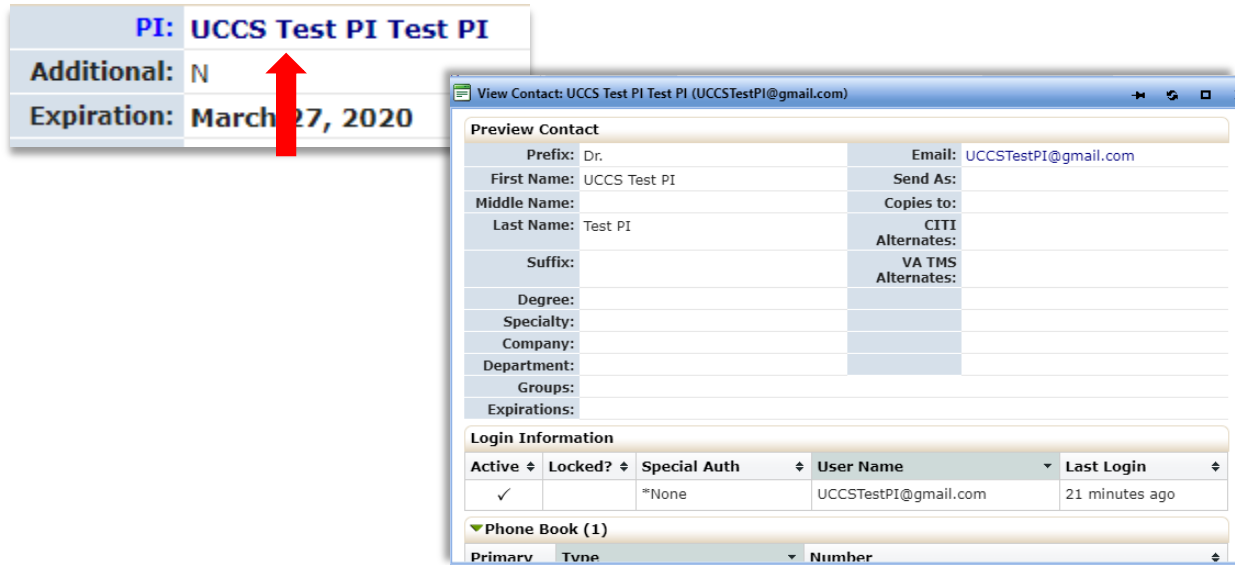 PI: UCCS Test PI Test PI
Additional: N
Expiration: March 27, 2020
View Contact: UCCS Test PI Test PI (UCCSTestPI@gmail.com)
Preview Contact
Prefix: Dr. Email: UCCSTestPI@gmail.com
First Name: UCCS Test PI Send As:
Middle Name: Copies to:
Last Name: Test PI CITI
Alternates:
Suffix: VA TMS
Alternates:
Degree:
Specialty:
Company:
Department:
Groups:
Expirations:
Login Information
Active Locked? Special Auth User Name Last Login
✓ *None UCCSTestPI@gmail.com 21 minutes ago
Phone Book (1)
Primary Type Number